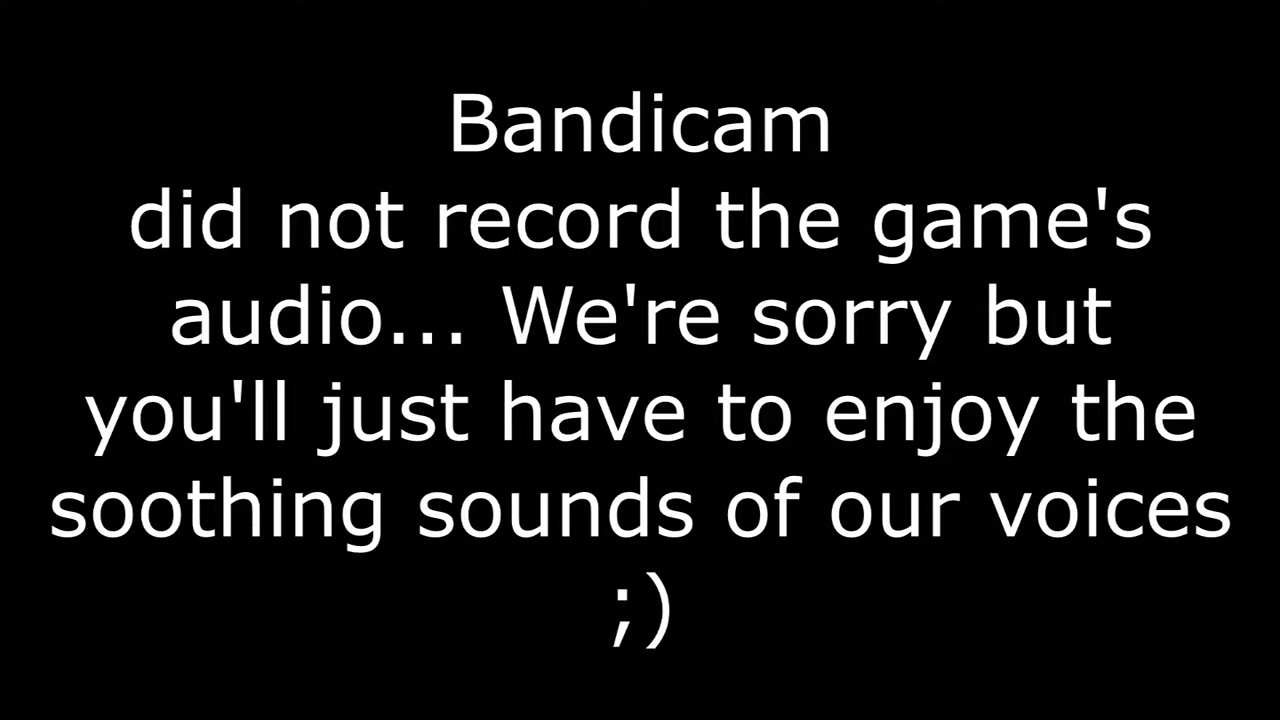 Bandicam
did not record the game's
audio... We're sorry but
you'll just have to enjoy the
soothing sounds of our voices
;)